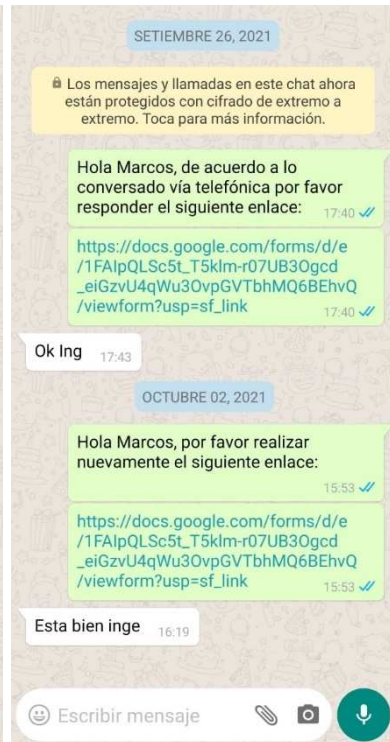 SETIEMBRE 26, 2021
Los mensajes y llamadas en este chat ahora
están protegidos con cifrado de extremo a
extremo. Toca para más información.
Hola Marcos, de acuerdo a lo
conversado vía telefónica por favor
responder el siguiente enlace:
17:40
https://docs.google.com/forms/d/e
/1FAIpQLSc5t_T5klm-r07UB3Ogcd
_eiGzvU4qWu3OvpGVTbhMQ6BEhvQ
/viewform?usp=sf_link
17:40
Ok Ing 17:43
OCTUBRE 02, 2021
Hola Marcos, por favor realizar
nuevamente el siguiente enlace:
15:53
https://docs.google.com/forms/d/e
/1FAIpQLSc5t_T5klm-r07UB3Ogcd
_eiGzvU4qWu3OvpGVTbhMQ6BEhvQ
/viewform?usp=sf_link
15:53
Esta bien inge 16:19
Escribir mensaje